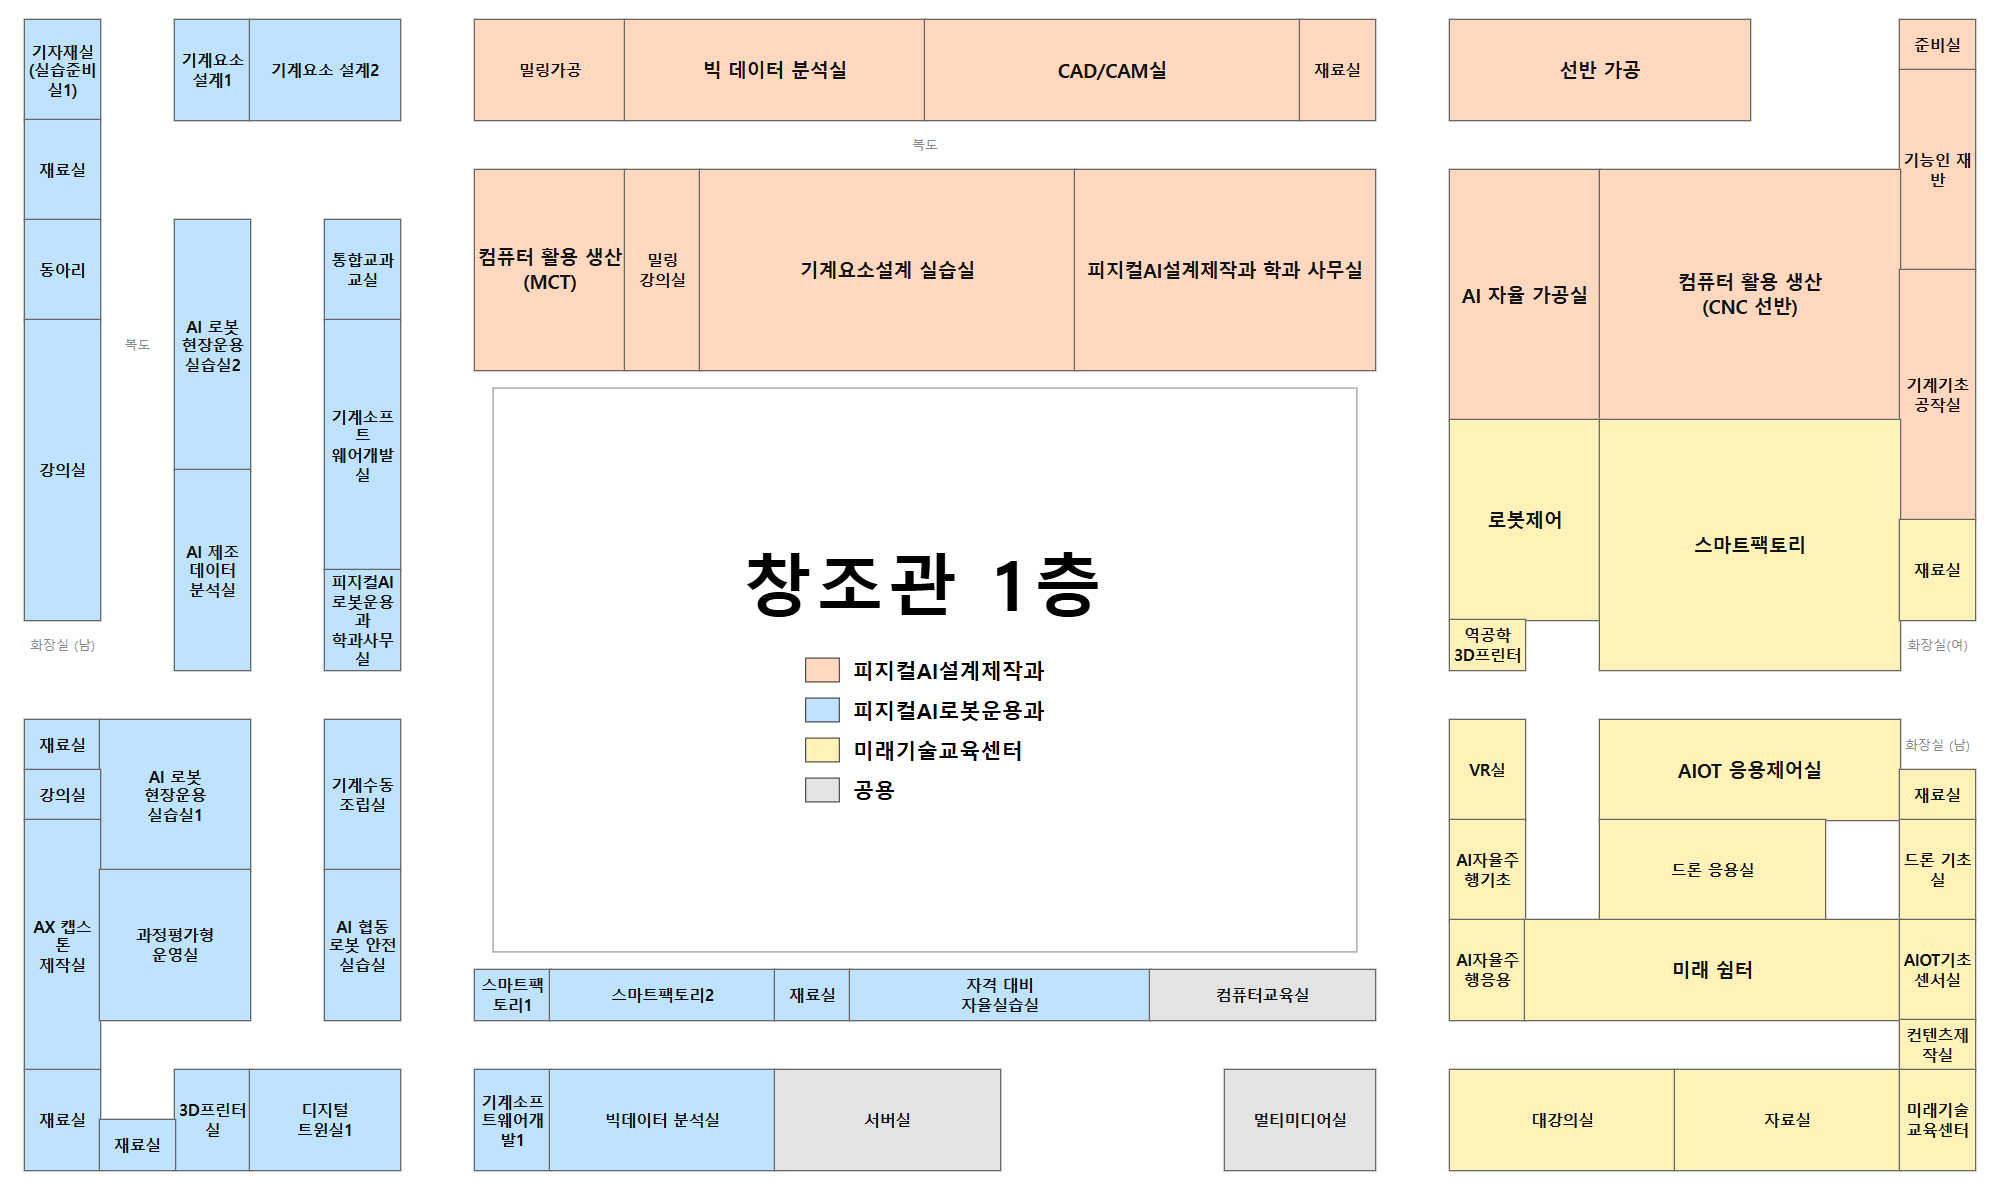 기자재실
(실습준비
실1)
기계요소
설계1
기계요소 설계2
밀링가공
빅 데이터 분석실
CAD/CAM실
재료실
선반 가공
준비실
복도
재료실
기능인 재
반
동아리
통합교과
교실
컴퓨터 활용 생산
(MCT)
밀링
강의실
기계요소설계 실습실
피지컬AI설계제작과 학과 사무실
AI 자율 가공실
컴퓨터 활용 생산
(CNC 선반)
AI 로봇
현장운용
실습실2
복도
기계기초
공작실
강의실
기계소프
트
웨어개발
실
로봇제어
스마트팩토리
재료실
AI 제조
데이터
분석실
피지컬AI
로봇운용
과
학과사무
실
창조관 1층
피지컬AI설계제작과
피지컬AI로봇운용과
미래기술교육센터
공용
화장실 (남)
역공학
3D프린터
화장실(여)
재료실
강의실
AI 로봇
현장운용
실습실1
기계수동
조립실
VR실
AIOT 응용제어실
화장실 (남)
재료실
AI자율주
행기초
드론 응용실
드론 기초
실
AX 캡스
톤
제작실
과정평가형
운영실
AI 협동
로봇 안전
실습실
스마트팩
토리1
스마트팩토리2
재료실
자격 대비
자율실습실
컴퓨터교육실
AI자율주
행응용
미래 쉼터
AIOT기초
센서실
컨텐츠제
작실
재료실
재료실
3D프린터
실
디지털
트윈실1
기계소프
트웨어개
발1
빅데이터 분석실
서버실
멀티미디어실
대강의실
자료실
미래기술
교육센터